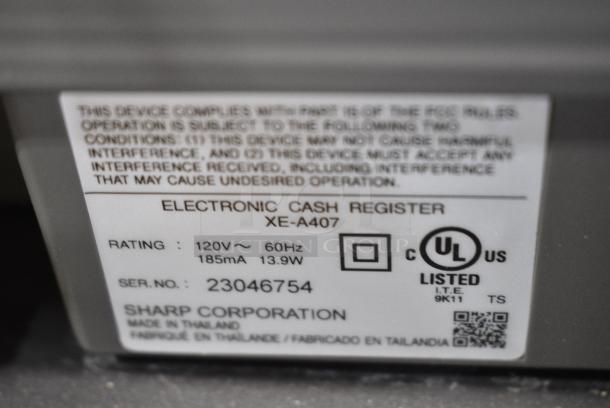 THIS DEVICE COMPLIES WITH PART 15 OF THE FCC RULES.
OPERATION IS SUBJECT TO THE FOLLOWING TWO
CONDITIONS: (1) THIS DEVICE MAY NOT CAUSE HARMFUL
INTERFERENCE, AND (2) THIS DEVICE MUST ACCEPT ANY
INTERFERENCE RECEIVED, INCLUDING INTERFERENCE
THAT MAY CAUSE UNDESIRED OPERATION.
ELECTRONIC CASH REGISTER
XE-A407
RATING : 120V～ 60Hz
185mA 13.9W
SER.NO.: 23046754
C UL US
LISTED
I.T.E.
9K11 TS
SHARP CORPORATION
MADE IN THAILAND
FABRIQUÉ EN THAÏLANDE / FABRICADO EN TAILANDIA